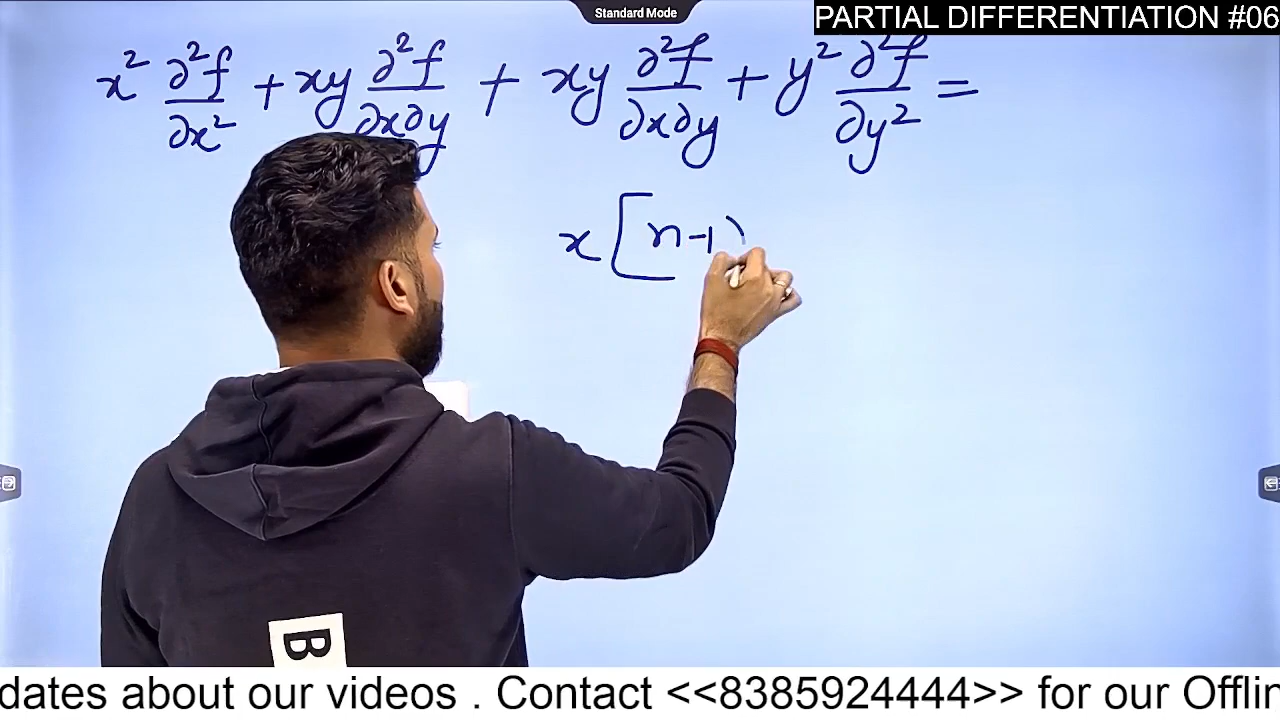 Standard Mode
PARTIAL DIFFERENTIATION #06
x² ∂²f/∂x² + xy ∂²f/∂x∂y + xy ∂²f/∂x∂y + y² ∂²f/∂y² =
x [ n-1)
B
dates about our videos . Contact <<8385924444>> for our Offlin